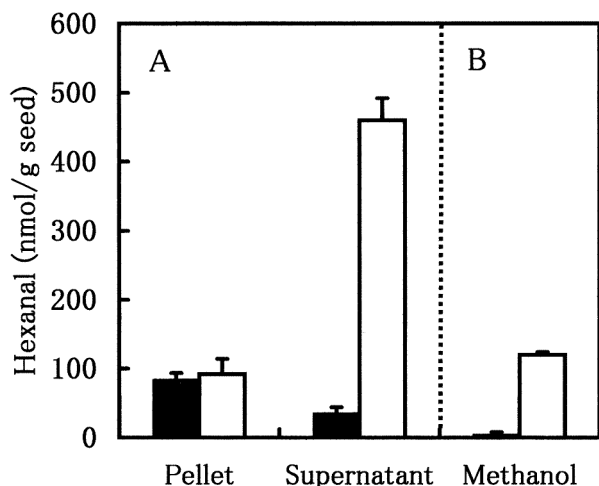 Hexanal (nmol/g seed)
600
500
400
300
200
100
0
A
B
Pellet
Supernatant
Methanol